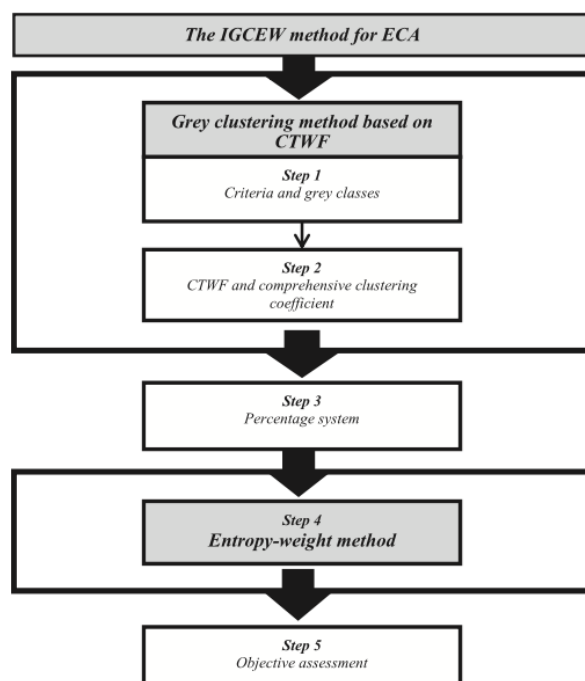 The IGCEW method for ECA
Grey clustering method based on
CTWF
Step 1
Criteria and grey classes
Step 2
CTWF and comprehensive clustering
coefficient
Step 3
Percentage system
Step 4
Entropy-weight method
Step 5
Objective assessment